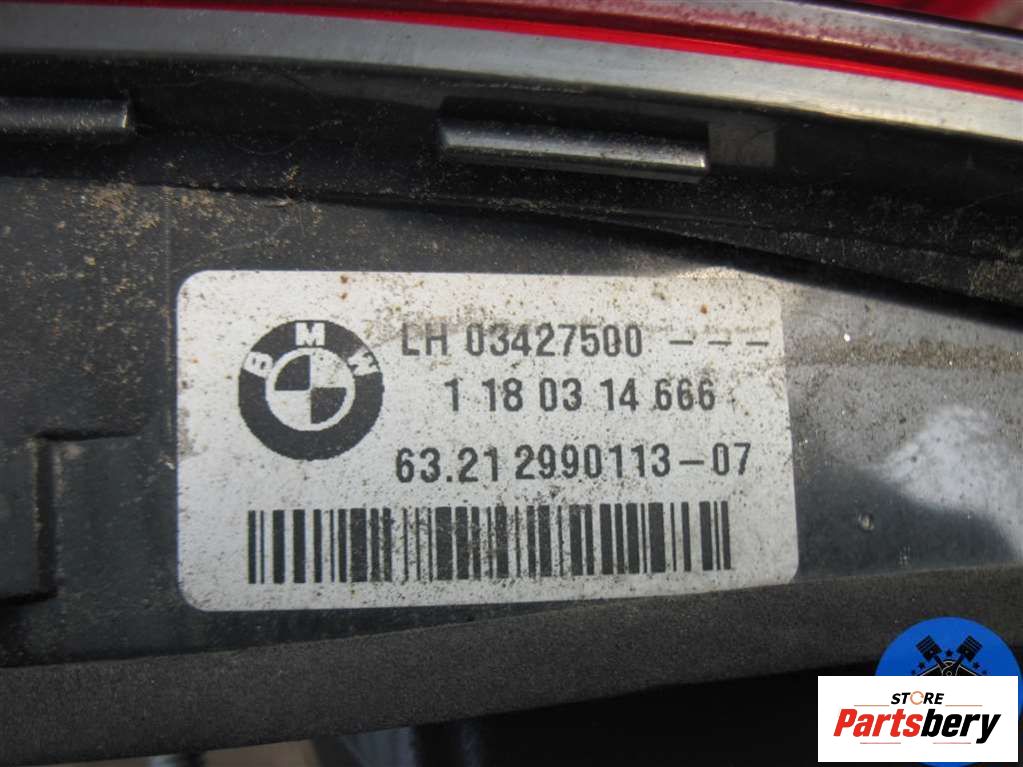 BMW
LH 03427500 - - -
1 18 03 14 666
63.21 2990113-07
STORE
Partsbery